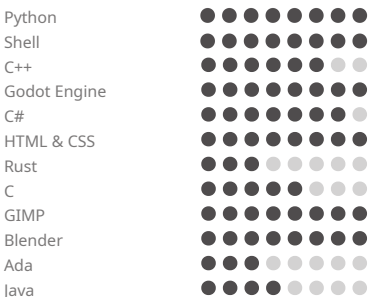 Python
Shell
C++
Godot Engine
C#
HTML & CSS
Rust
C
GIMP
Blender
Ada
Java